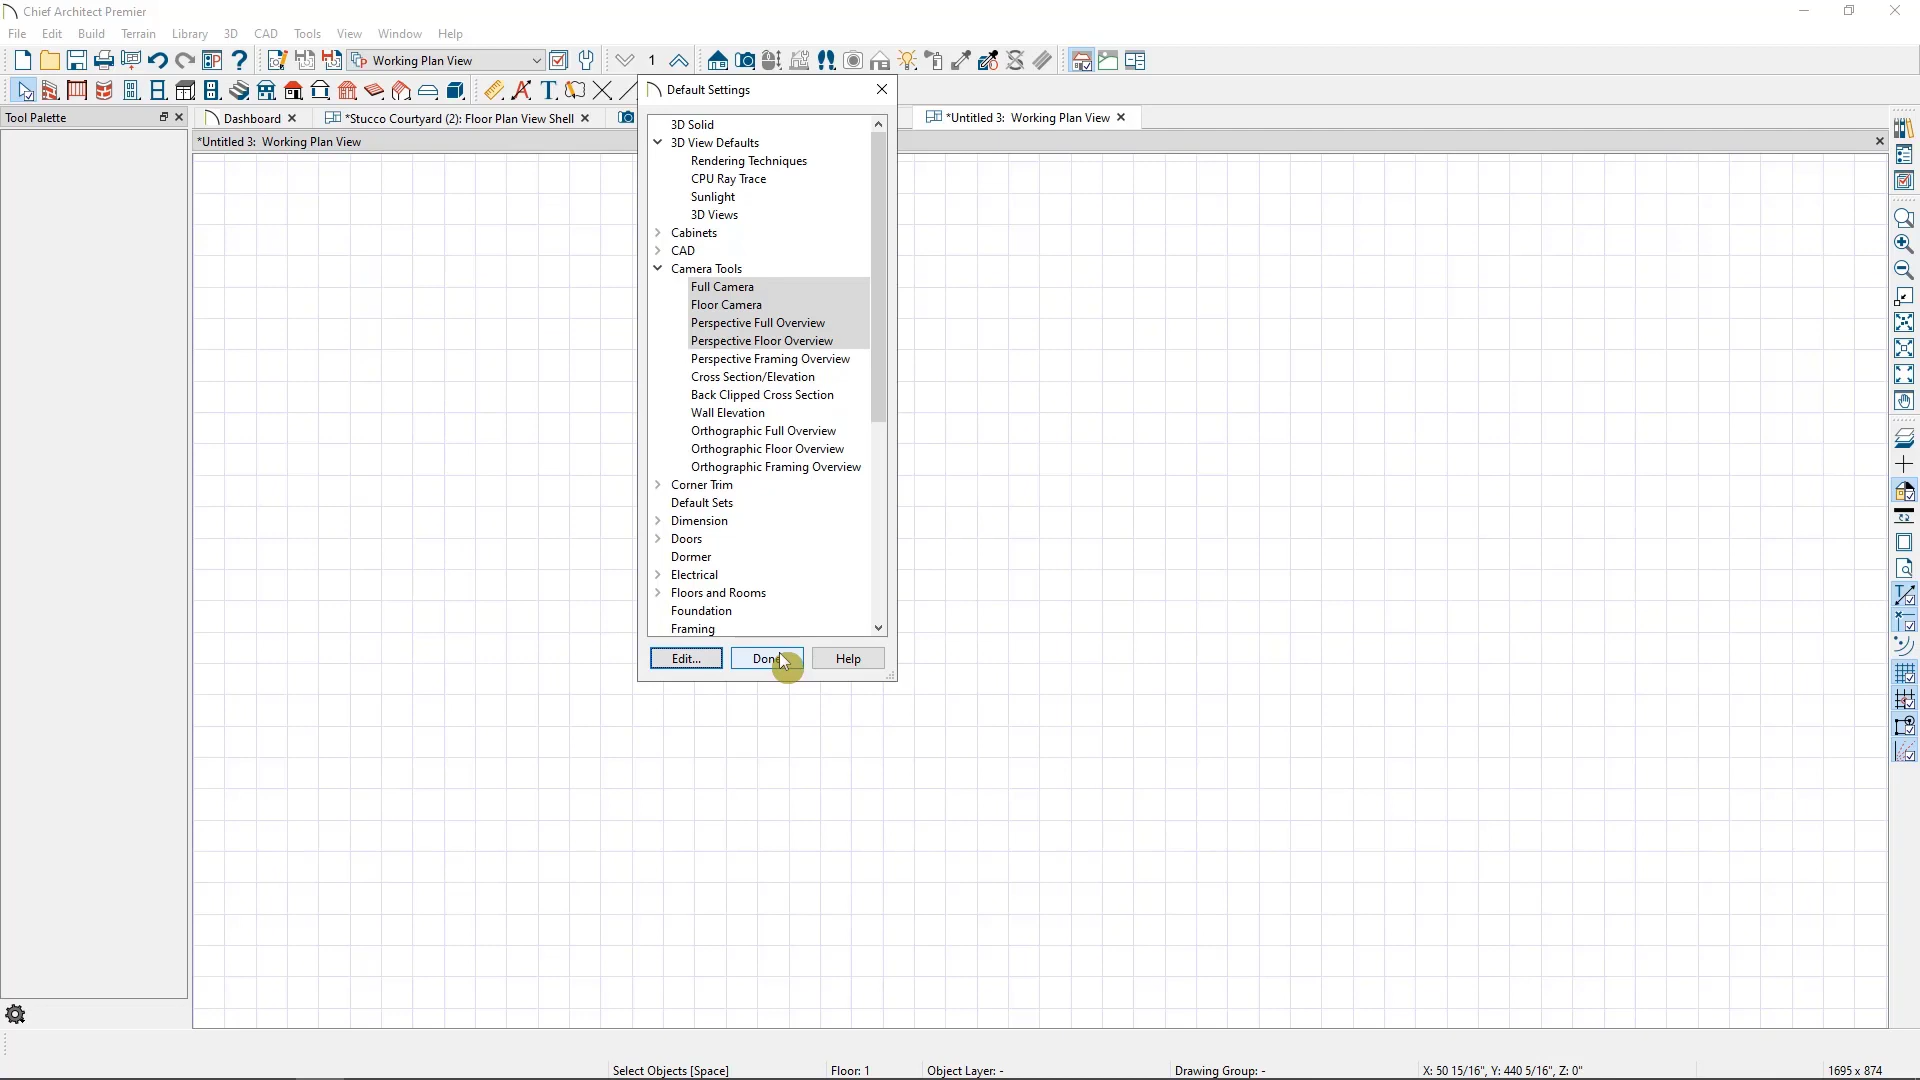 Chief Architect Premier
File Edit Build Terrain Library 3D CAD Tools View Window Help
Working Plan View
1
Default Settings
Tool Palette
Dashboard
*Stucco Courtyard (2): Floor Plan View Shell
*Untitled 3: Working Plan View
*Untitled 3: Working Plan View
3D Solid
3D View Defaults
Rendering Techniques
CPU Ray Trace
Sunlight
3D Views
Cabinets
CAD
Camera Tools
Full Camera
Floor Camera
Perspective Full Overview
Perspective Floor Overview
Perspective Framing Overview
Cross Section/Elevation
Back Clipped Cross Section
Wall Elevation
Orthographic Full Overview
Orthographic Floor Overview
Orthographic Framing Overview
Corner Trim
Default Sets
Dimension
Doors
Dormer
Electrical
Floors and Rooms
Foundation
Framing
Edit... Done Help
Select Objects [Space] Floor: 1 Object Layer: - Drawing Group: - X: 50 15/16", Y: 440 5/16", Z: 0" 1695 x 874